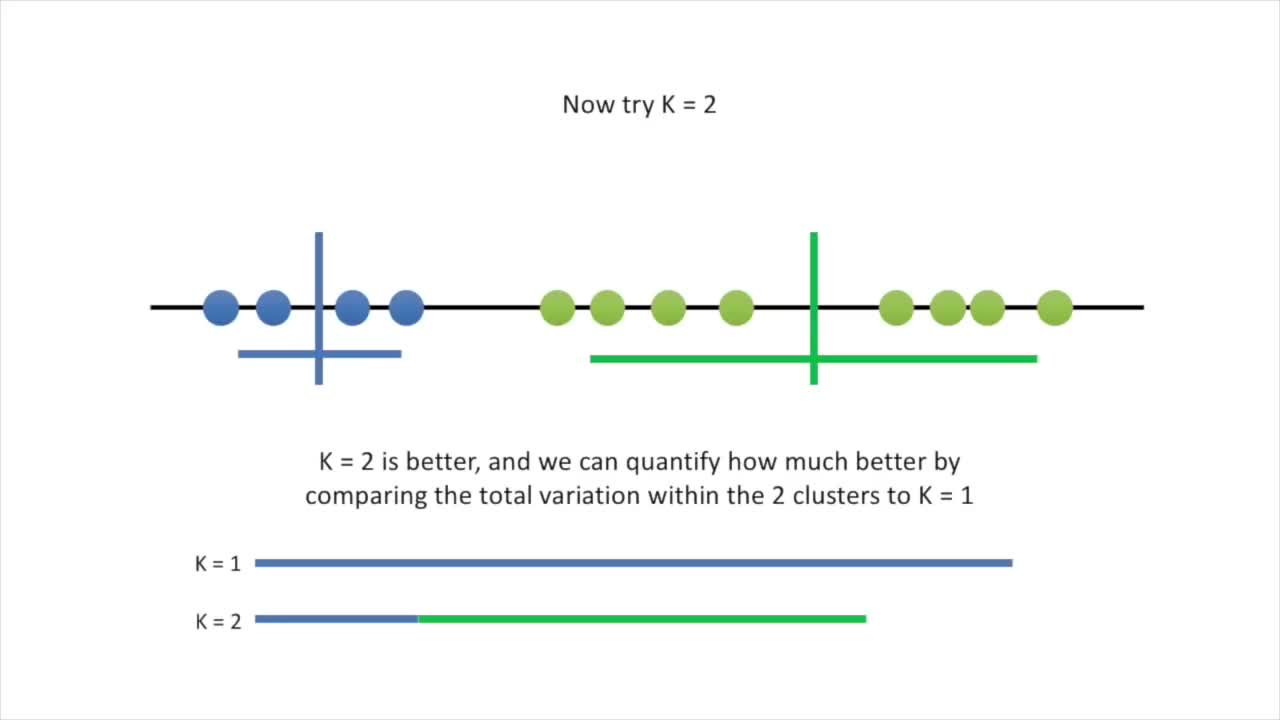 Now try K = 2
K = 2 is better, and we can quantify how much better by
comparing the total variation within the 2 clusters to K = 1
K = 1
K = 2